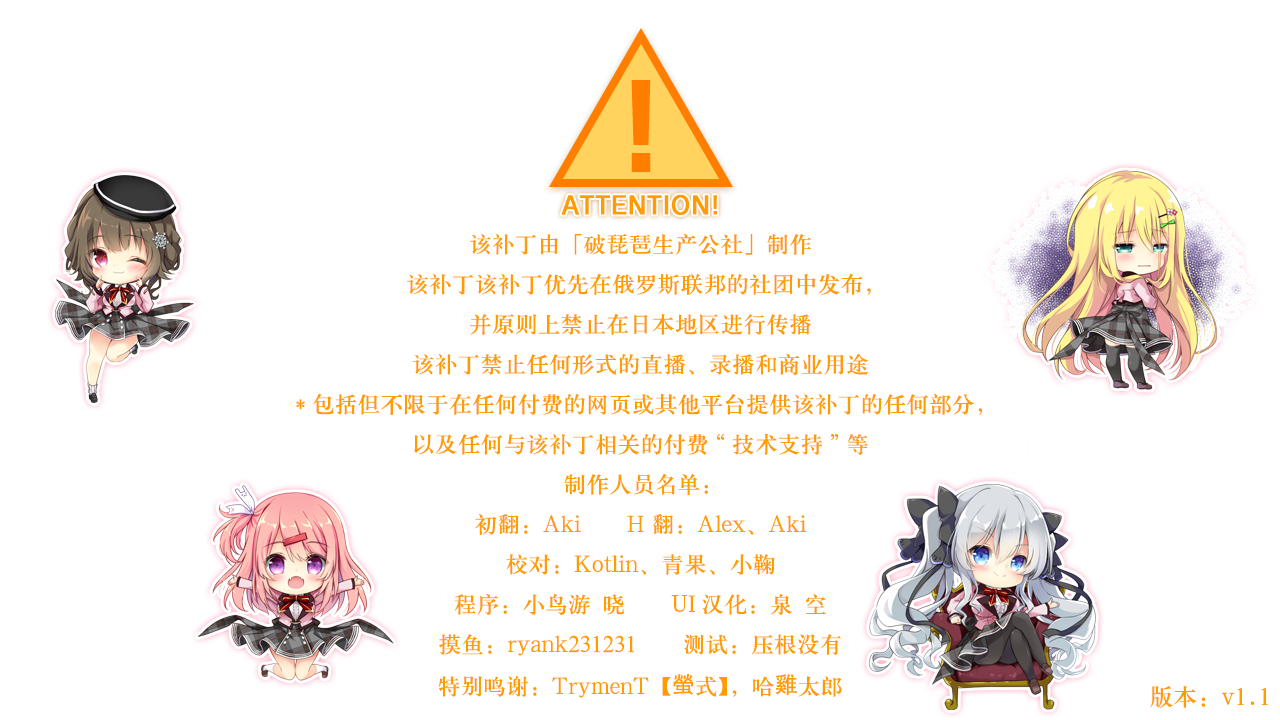 ATTENTION!
该补丁由「破琵琶生产公社」制作
该补丁该补丁优先在俄罗斯联邦的社团中发布，
并原则上禁止在日本地区进行传播
该补丁禁止任何形式的直播、录播和商业用途
*包括但不限于在任何付费的网页或其他平台提供该补丁的任何部分，
以及任何与该补丁相关的付费“技术支持”等
制作人员名单：
初翻：Aki H 翻：Alex、Aki
校对：Kotlin、青果、小鞠
程序：小鸟游 晓 UI 汉化：泉 空
摸鱼：ryank231231 测试：压根没有
特别鸣谢：TrymenT【螢式】，哈雞太郎
版本：v1.1